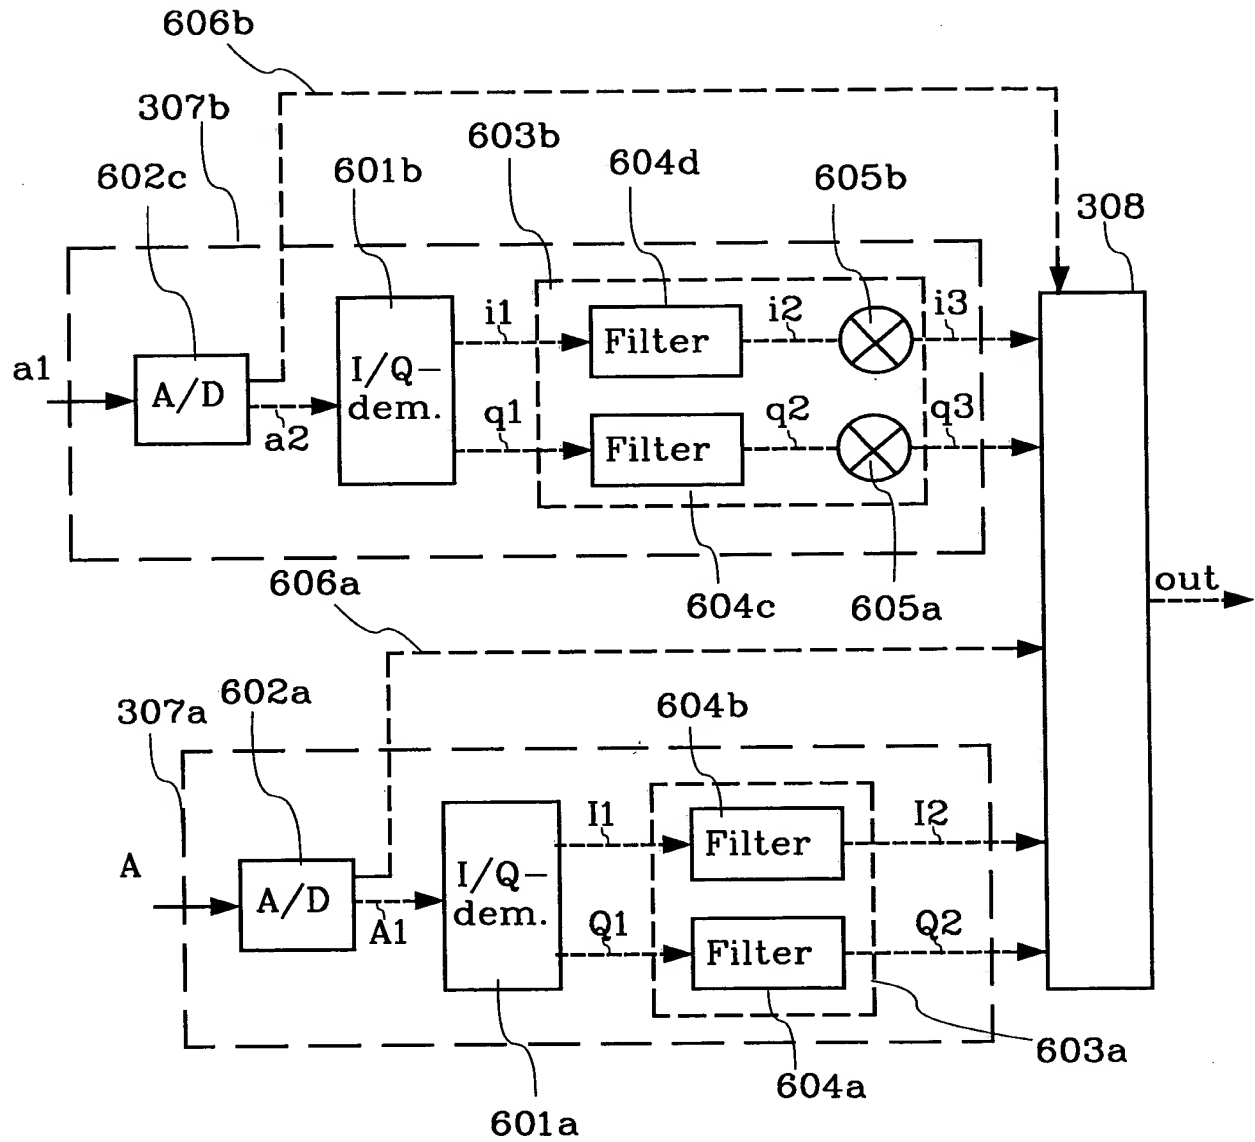 606b
307b
603b
604d
602c
601b
605b
308
i1
i2
i3
Filter
a1
A/D
I/Q-
dem.
a2
q1
q2
q3
Filter
606a
604c
605a
out
602a
604b
307a
I1
I2
Filter
A
A/D
I/Q-
dem.
A1
Q1
Q2
Filter
603a
604a
601a